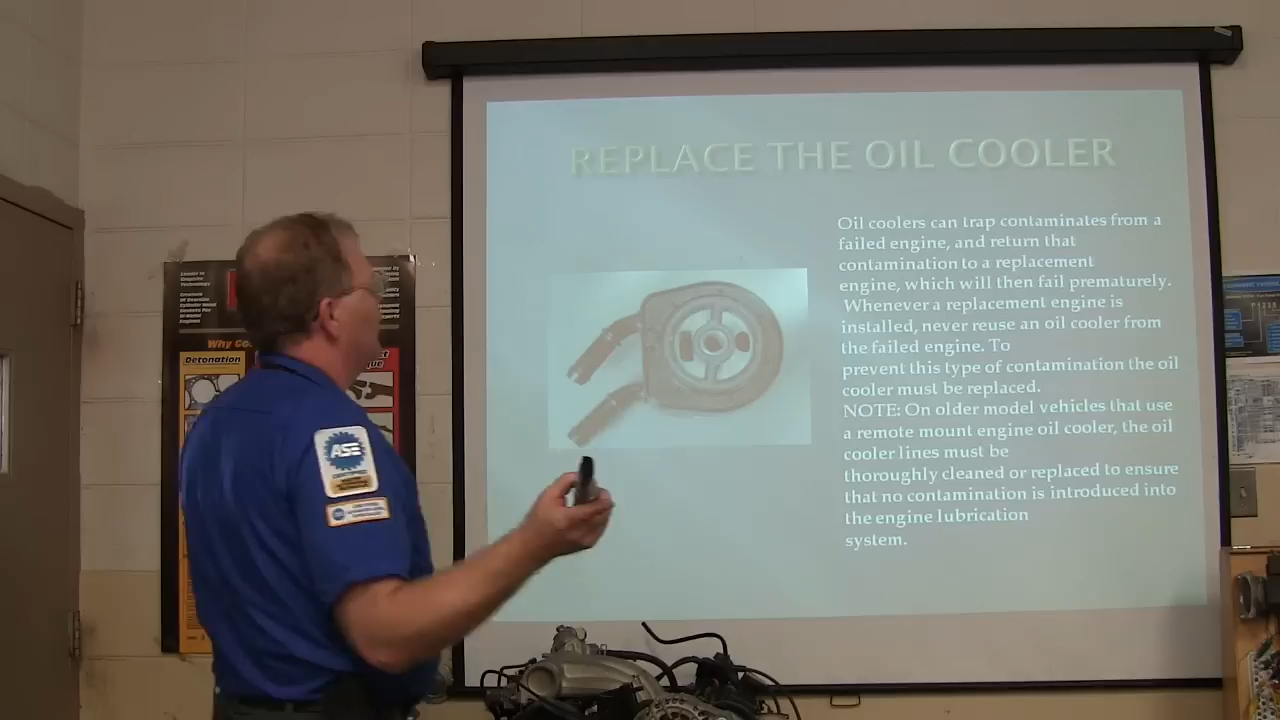 REPLACE THE OIL COOLER
Oil coolers can trap contaminates from a
failed engine, and return that
contamination to a replacement
engine, which will then fail prematurely.
Whenever a replacement engine is
installed, never reuse an oil cooler from
the failed engine. To
prevent this type of contamination the oil
cooler must be replaced.
NOTE: On older model vehicles that use
a remote mount engine oil cooler, the oil
cooler lines must be
thoroughly cleaned or replaced to ensure
that no contamination is introduced into
the engine lubrication
system.
Why
Detonation
ASE
CERTIFIED